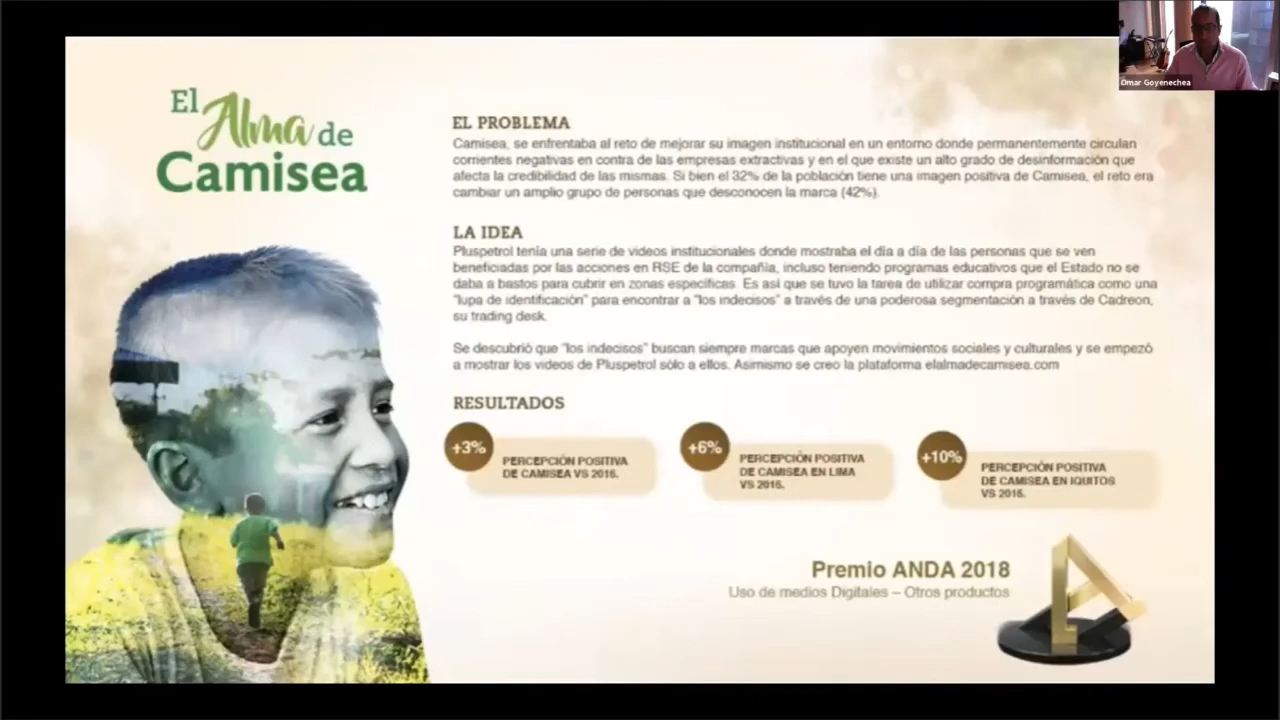 Omar Goyenechea
El Alma de
Camisea
EL PROBLEMA
Camisea, se enfrentaba al reto de mejorar su imagen institucional en un entorno donde permanentemente circulan
corrientes negativas en contra de las empresas extractivas y en el que existe un alto grado de desinformación que
afecta la credibilidad de las mismas. Si bien el 32% de la población tiene una imagen positiva de Camisea, el reto era
cambiar un amplio grupo de personas que desconocen la marca (42%).
LA IDEA
Pluspetrol tenía una serie de videos institucionales donde mostraba el día a día de las personas que se ven
beneficiadas por las acciones en RSE de la compañía, incluso teniendo programas educativos que el Estado no se
daba a bastos para cubrir en zonas específicas. Es así que se tuvo la tarea de utilizar compra programática como una
"lupa de identificación" para encontrar a "los indecisos" a través de una poderosa segmentación a través de Cadreon,
su trading desk.
Se descubrió que "los indecisos" buscan siempre marcas que apoyen movimientos sociales y culturales y se empezó
a mostrar los videos de Pluspetrol sólo a ellos. Asimismo se creo la plataforma elalmadecamisea.com
RESULTADOS
+3%
PERCEPCIÓN POSITIVA
DE CAMISEA VS 2016.
+6%
PERCEPCIÓN POSITIVA
DE CAMISEA EN LIMA
VS 2016.
+10%
PERCEPCIÓN POSITIVA
DE CAMISEA EN IQUITOS
VS 2016.
Premio ANDA 2018
Uso de medios Digitales – Otros productos